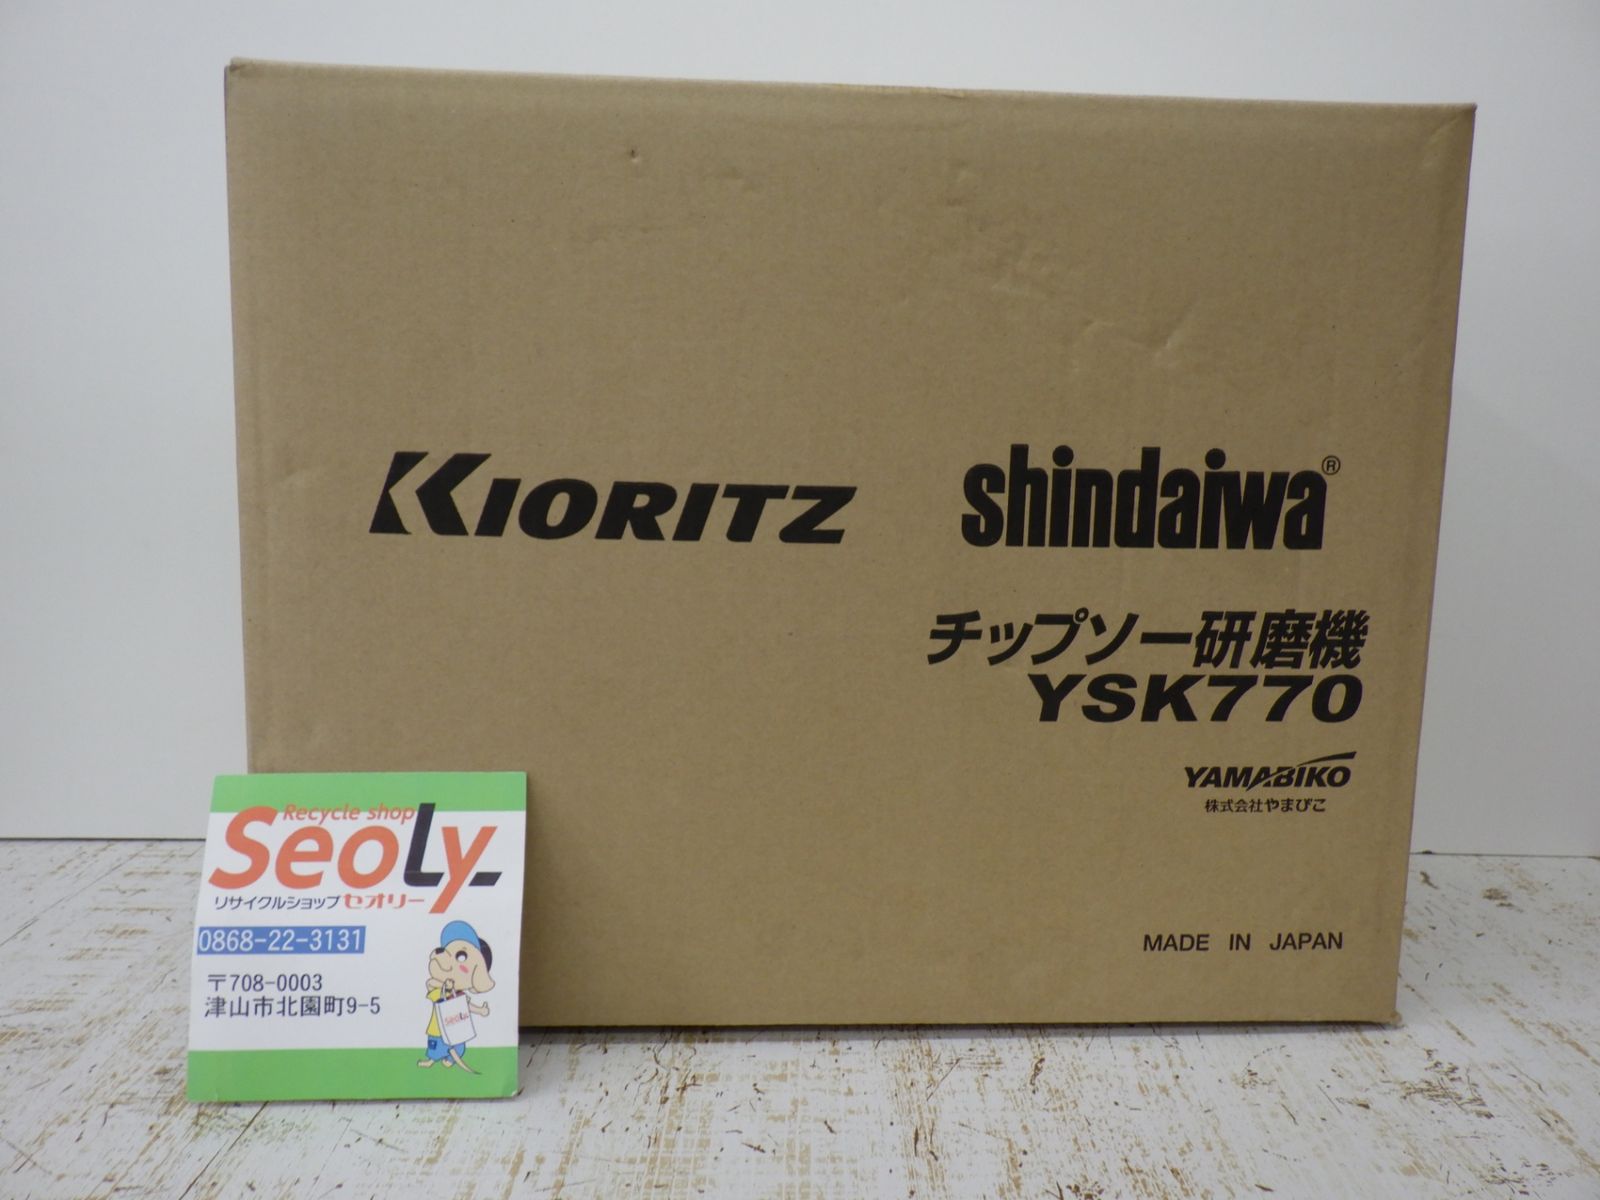 KIORITZ
shindaiwa®
チップソー研磨機
YSK770
YAMABIKO
株式会社やまびこ
MADE IN JAPAN
Recycle shop
SeoLy
リサイクルショップセオリー
0868-22-3131
〒708-0003
津山市北園町9-5
SeoLy